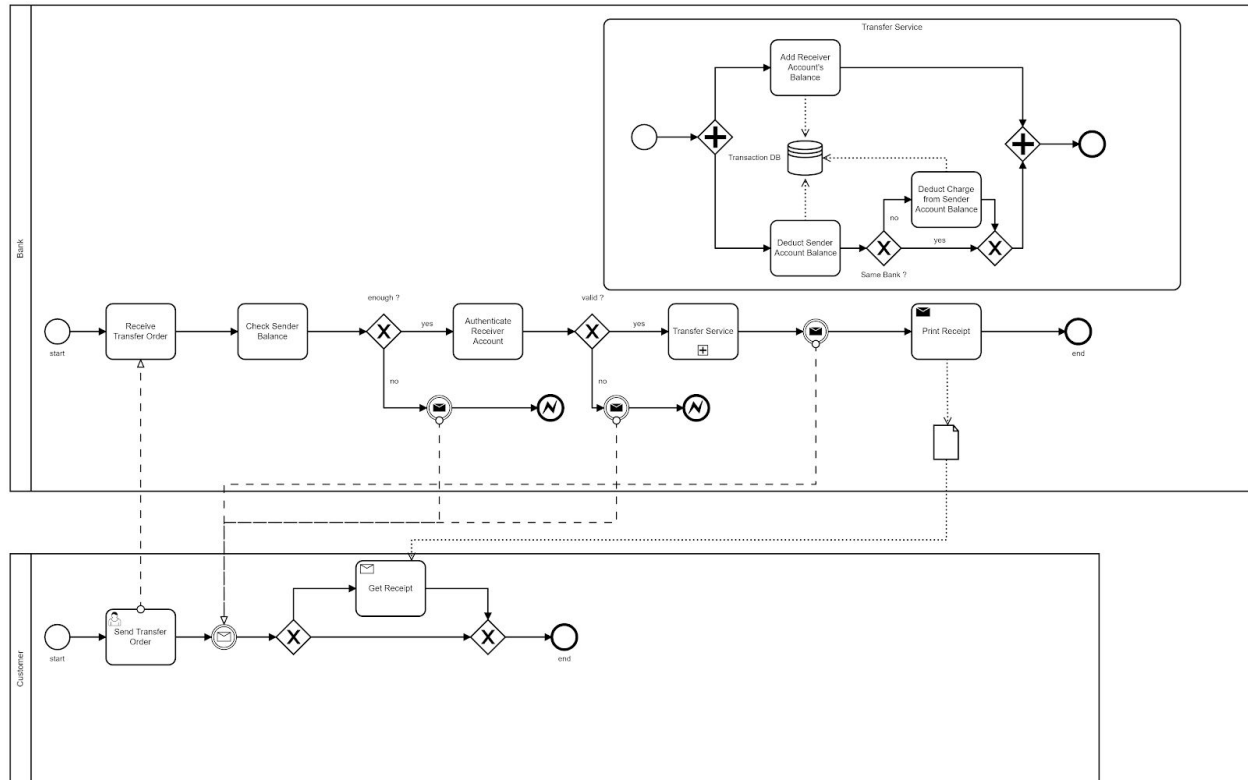 Transfer Service
Add Receiver
Account's
Balance
Transaction DB
Deduct Charge
from Sender
Account Balance
no
Deduct Sender
Account Balance
yes
Same Bank ?
Bank
enough ?
valid ?
Receive
Transfer Order
Check Sender
Balance
yes
Authenticate
Receiver
Account
yes
Transfer Service
Print Receipt
start
end
no
no
Get Receipt
Send Transfer
Order
start
end
Customer